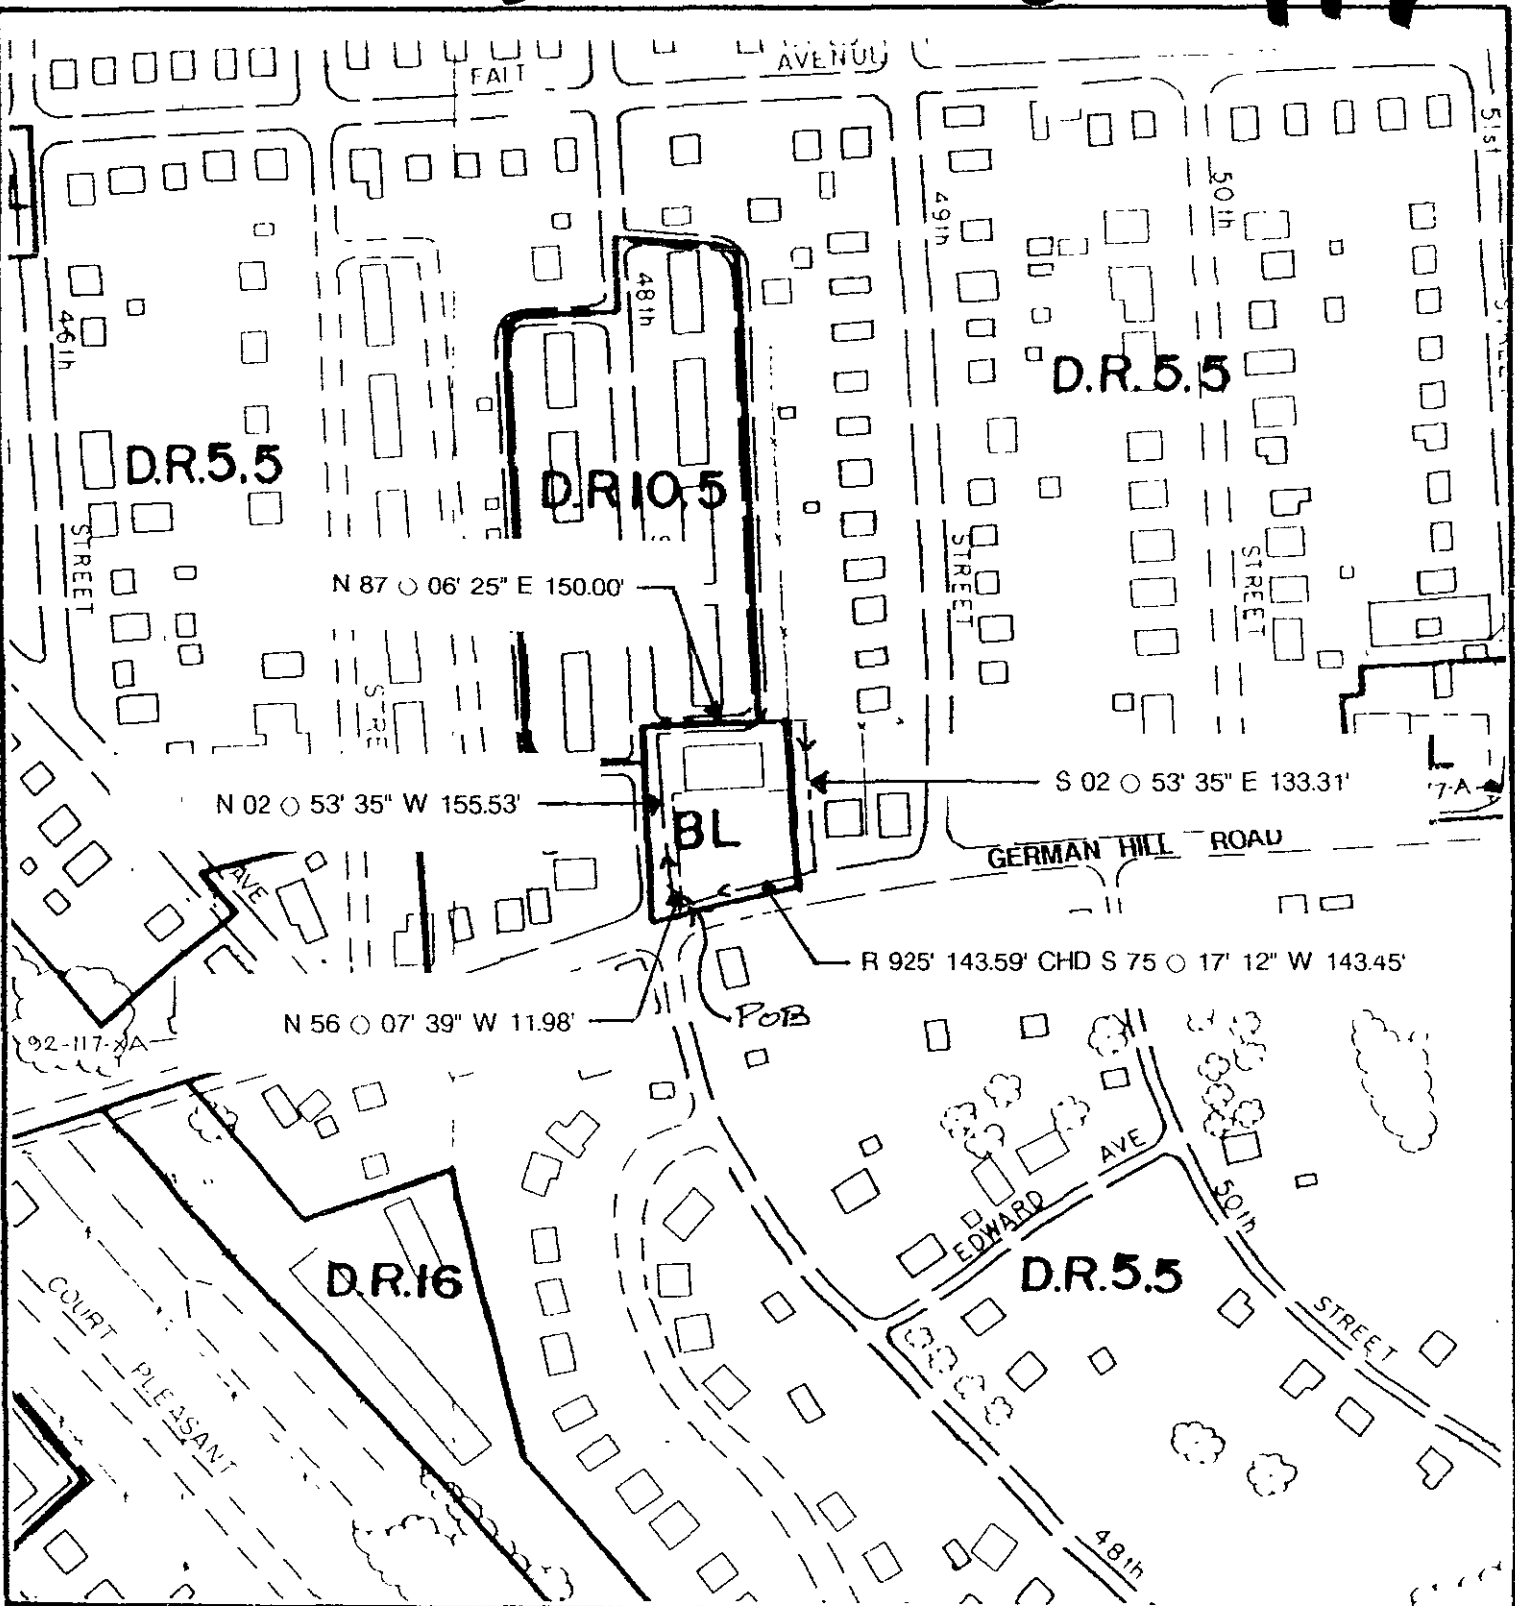 FAIT AVENUE
51st
50th
49th
48th
46th
D.R.5.5
D.R.5.5
D.R.10.5
STREET
STREET
STREET
N 87 ○ 06' 25" E 150.00'
STRE
N 02 ○ 53' 35" W 155.53'
S 02 ○ 53' 35" E 133.31'
L
7-A
BL
GERMAN HILL ROAD
AVE
R 925' 143.59' CHD S 75 ○ 17' 12" W 143.45'
N 56 ○ 07' 39" W 11.98'
POB
92-117-XA
EDWARD AVE
50th STREET
D.R.16
D.R.5.5
COURT PLEASANT
48th